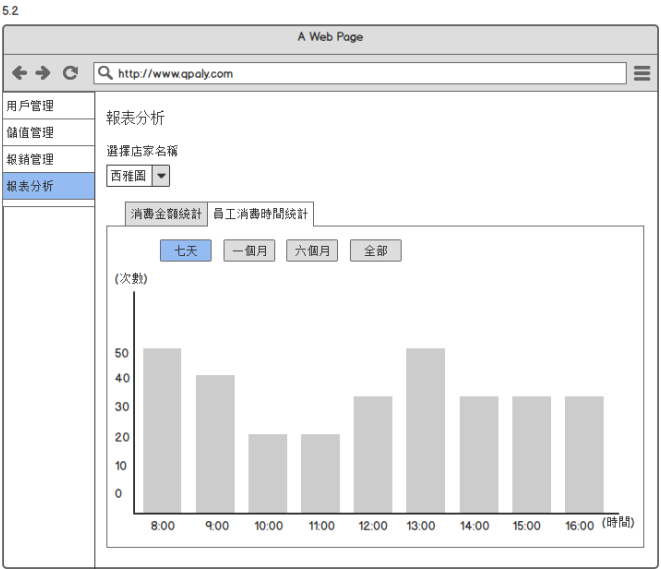 5.2
A Web Page
http://www.qpaly.com
用戶管理
儲值管理
報銷管理
報表分析
報表分析
選擇店家名稱
西雅圖
消費金額統計 員工消費時間統計
七天 一個月 六個月 全部
(次數)
50
40
30
20
10
0
8:00 9:00 10:00 11:00 12:00 13:00 14:00 15:00 16:00 (時間)